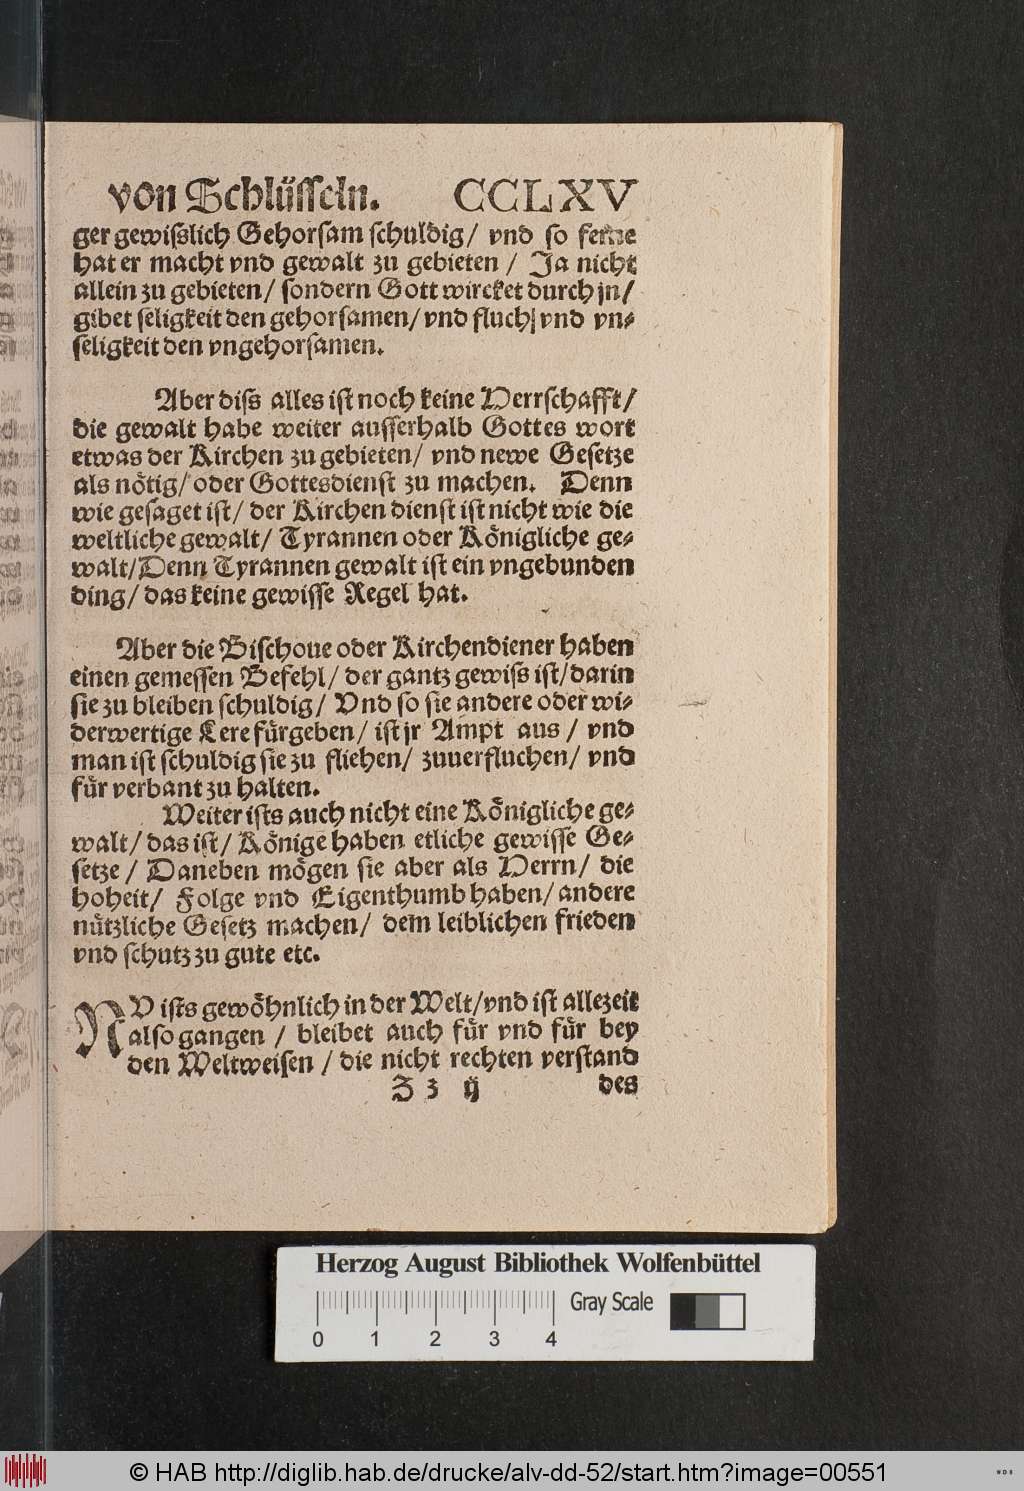 von Schlüsseln. CCLXV
ger gewisslich Gehorsam schuldig/ vnd so ferne
hat er macht vnd gewalt zu gebieten / Ja nicht
allein zu gebieten/ sondern Gott wircket durch jn/
gibet seligkeit den gehorsamen/ vnd fluch vnd vn-
seligkeit den vngehorsamen.
Aber diss alles ist noch keine Herrschafft/
die gewalt habe weiter ausserhalb Gottes wort
etwas der Kirchen zu gebieten/ vnd newe Gesetze
als nötig/ oder Gottesdienst zu machen. Denn
wie gesaget ist/ der Kirchen dienst ist nicht wie die
weltliche gewalt/ Tyrannen oder Königliche ge-
walt/ Denn Tyrannen gewalt ist ein vngebunden
ding/ das keine gewisse Regel hat.
Aber die Bischoue oder Kirchendiener haben
einen gemessen Befehl/ der gantz gewiss ist/ darin
sie zu bleiben schuldig/ Vnd so sie andere oder wi-
derwertige Lere fürgeben/ ist jr Ampt aus / vnd
man ist schuldig sie zu fliehen/ zuuerfluchen/ vnd
für verbant zu halten.
Weiter ists auch nicht eine Königliche ge-
walt/ das ist/ Könige haben etliche gewisse Ge-
setze / Daneben mögen sie aber als Herrn/ die
hoheit/ Folge vnd Eigenthumb haben/ andere
nützliche Gesetz machen/ dem leiblichen frieden
vnd schutz zu gute etc.
NV ists gewöhnlich in der Welt/ vnd ist allezeit
also gangen / bleibet auch für vnd für bey
den Weltweisen / die nicht rechten verstand
Zz ij des
Herzog August Bibliothek Wolfenbüttel
0 1 2 3 4 Gray Scale
© HAB http://diglib.hab.de/drucke/alv-dd-52/start.htm?image=00551